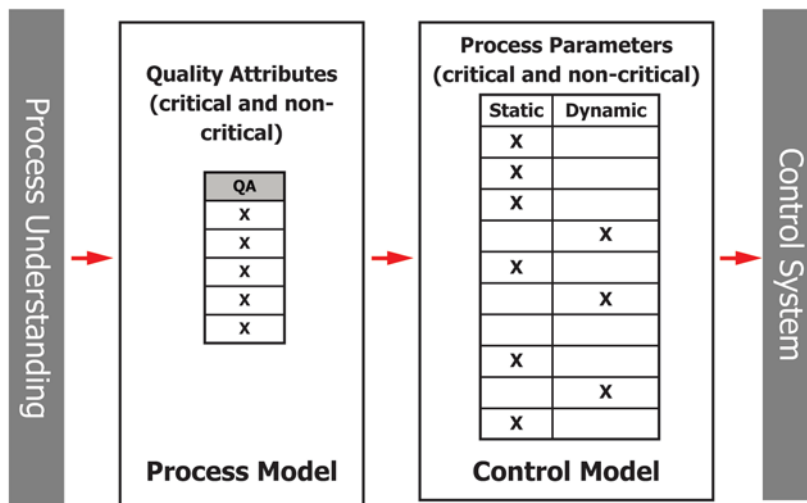 Process Understanding
Quality Attributes
(critical and non-
critical)
QA
X
X
X
X
X
Process Model
Process Parameters
(critical and non-critical)
Static Dynamic
X
X
X
X
X
X
X
X
X
Control Model
Control System